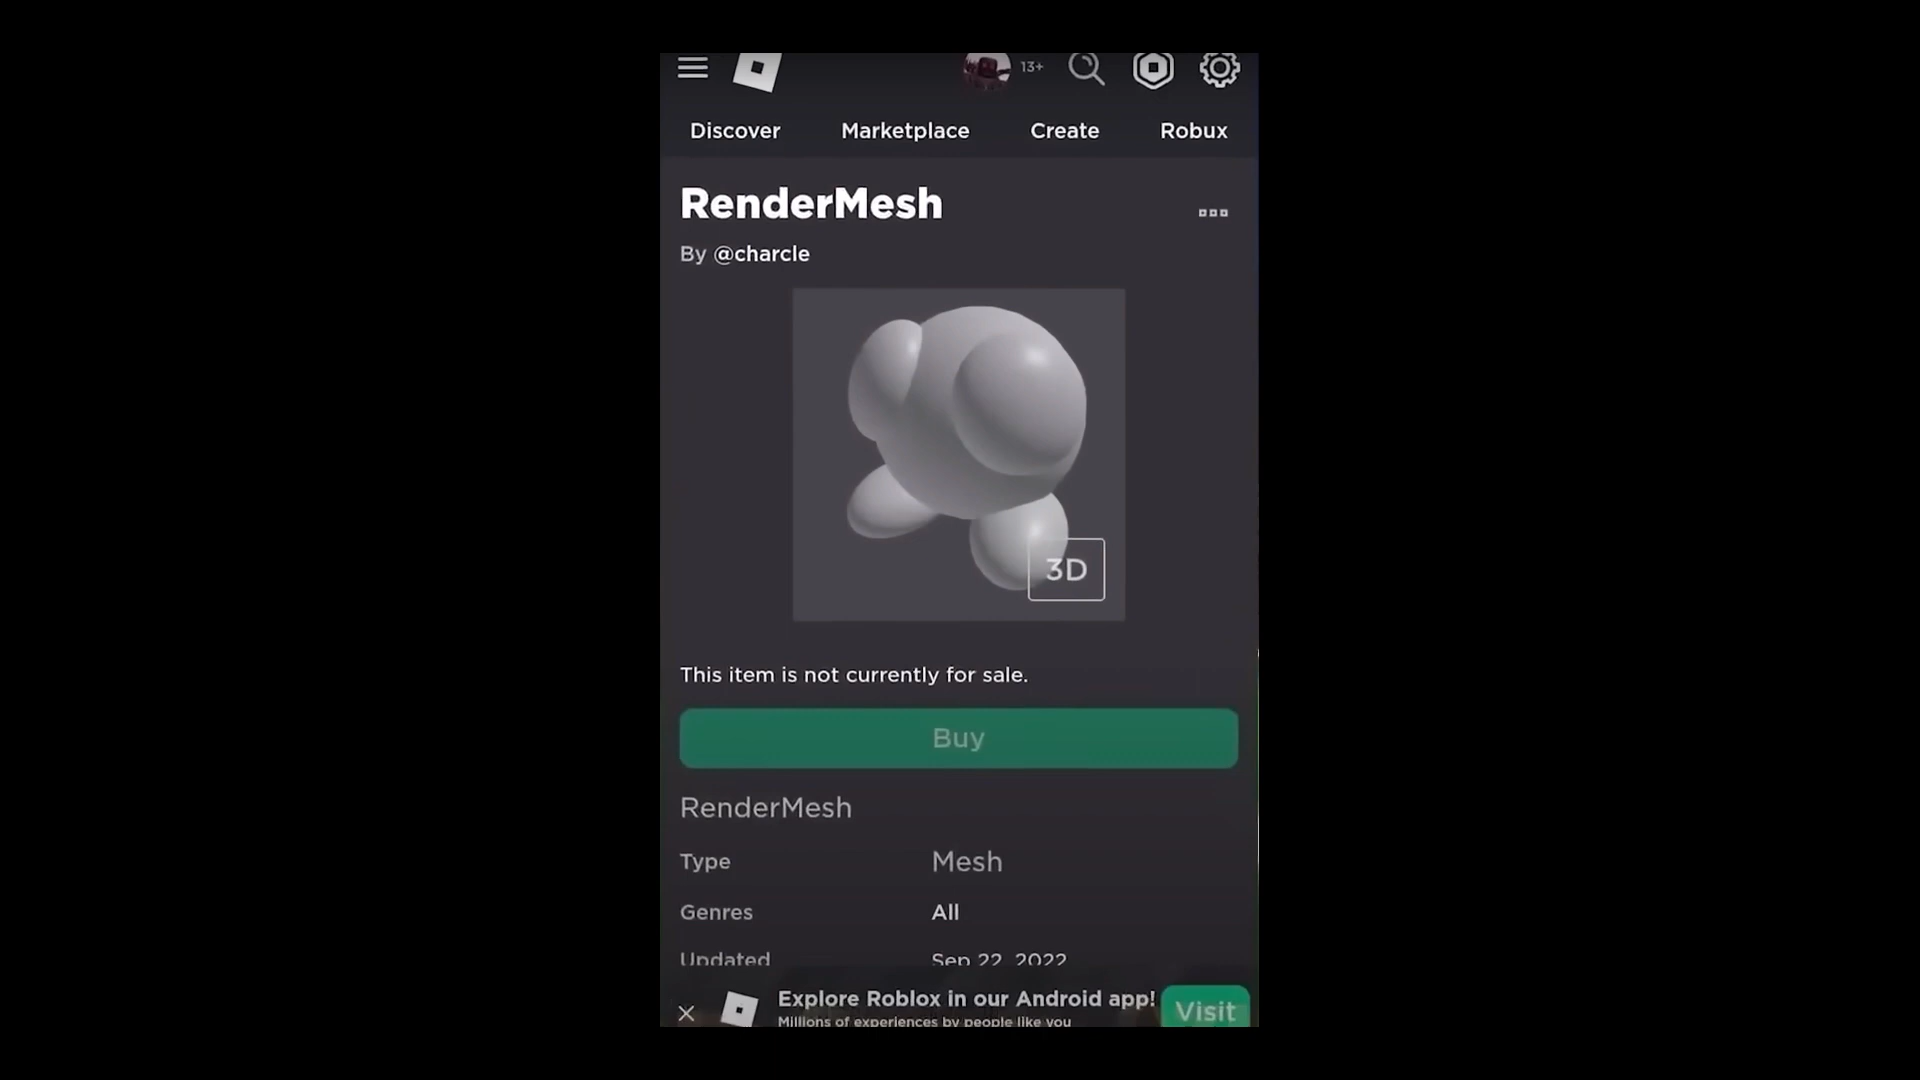 13+
Discover Marketplace Create Robux
RenderMesh
By @charcle
3D
This item is not currently for sale.
Buy
RenderMesh
Type Mesh
Genres All
Updated Sep 22, 2022
Explore Roblox in our Android app!
Millions of experiences by people like you
Visit